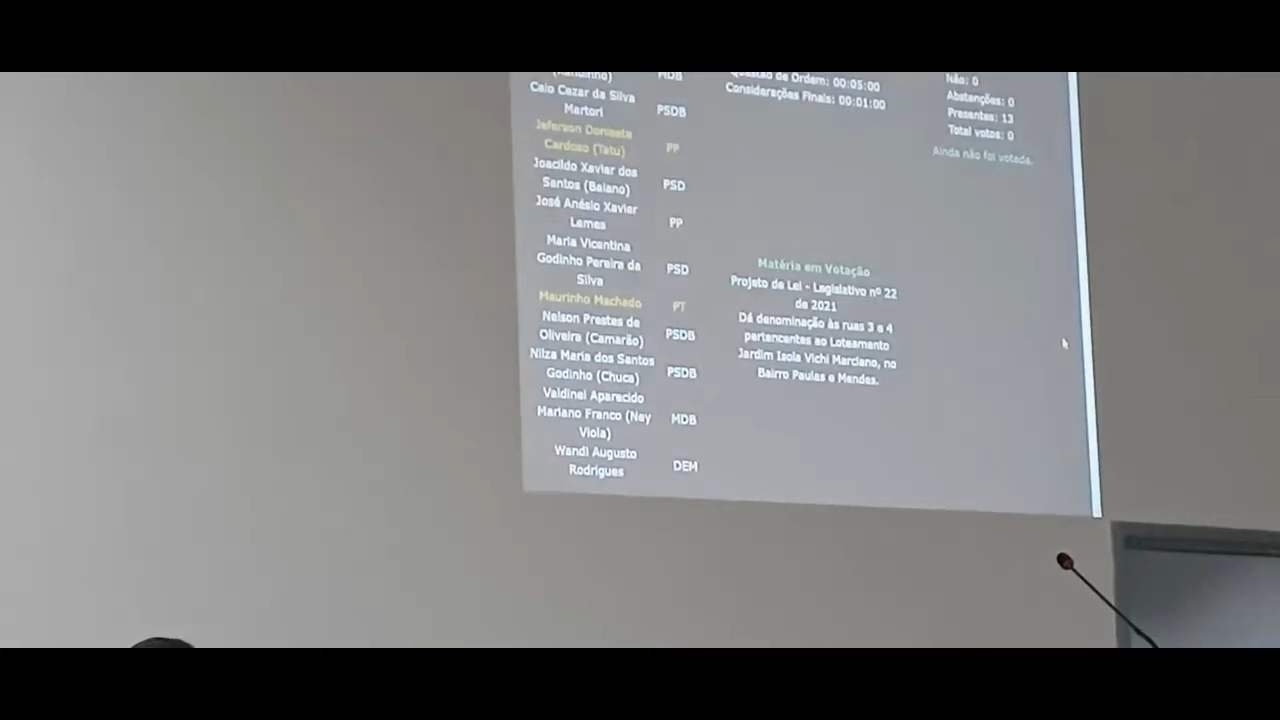 (Xandinho)
MDB
Caio Cezar da Silva
Martori
PSDB
Jeferson Donisete
Cardoso (Tatu)
PP
Joacildo Xavier dos
Santos (Baiano)
PSD
José Anésio Xavier
Lemes
PP
Maria Vicentina
Godinho Pereira da
Silva
PSD
Maurinho Machado
PT
Nelson Prestes de
Oliveira (Camarão)
PSDB
Nilza Maria dos Santos
Godinho (Chuca)
PSDB
Valdinei Aparecido
Mariano Franco (Ney
Viola)
MDB
Wandi Augusto
Rodrigues
DEM
Questão de Ordem: 00:05:00
Considerações Finais: 00:01:00
Matéria em Votação
Projeto de Lei - Legislativo nº 22
de 2021
Dá denominação às ruas 3 e 4
pertencentes ao Loteamento
Jardim Isola Vichi Marciano, no
Bairro Paulas e Mendes.
Não: 0
Abstenções: 0
Presentes: 13
Total votos: 0
Ainda não foi votada.